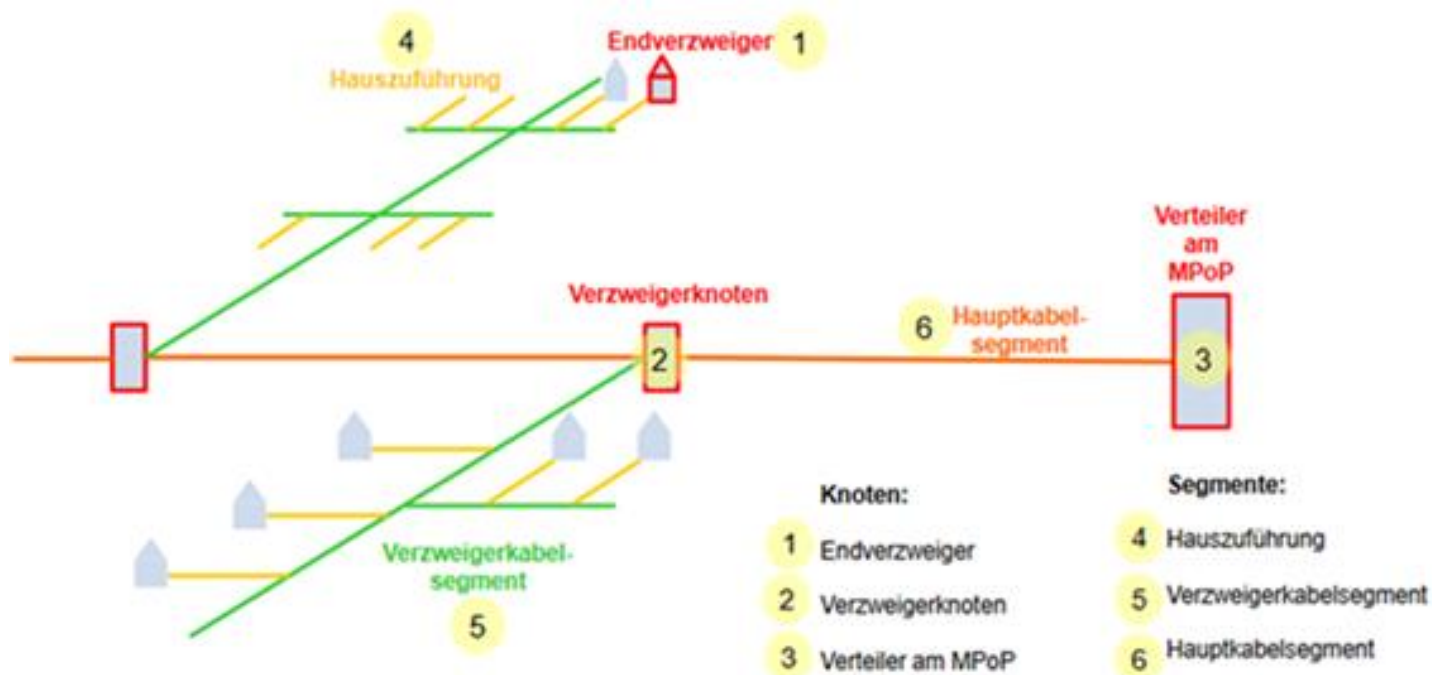 4
Hauszuführung
Endverzweiger 1
Verteiler
am
MPoP
Verzweigerknoten
6
Hauptkabel-
segment
2
3
Verzweigerkabel-
segment
5
Knoten:
1 Endverzweiger
2 Verzweigerknoten
3 Verteiler am MPoP
Segmente:
4 Hauszuführung
5 Verzweigerkabelsegment
6 Hauptkabelsegment